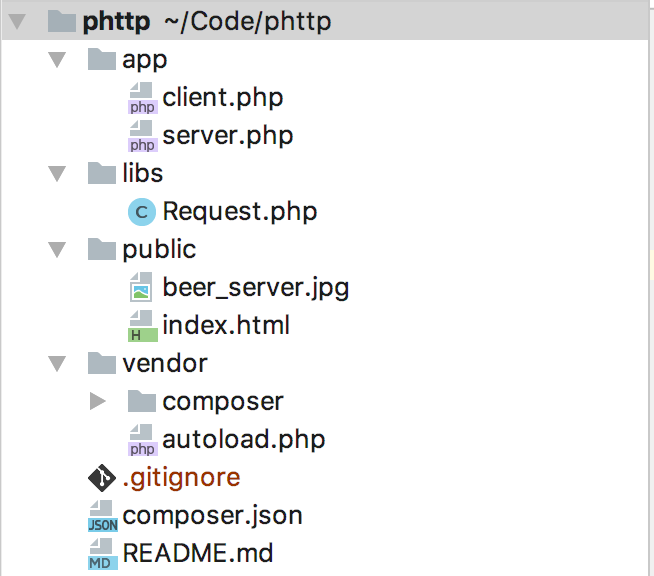 phttp ~/Code/phttp
app
php client.php
php server.php
libs
C Request.php
public
beer_server.jpg
H index.html
vendor
composer
php autoload.php
.gitignore
JSON composer.json
MD README.md